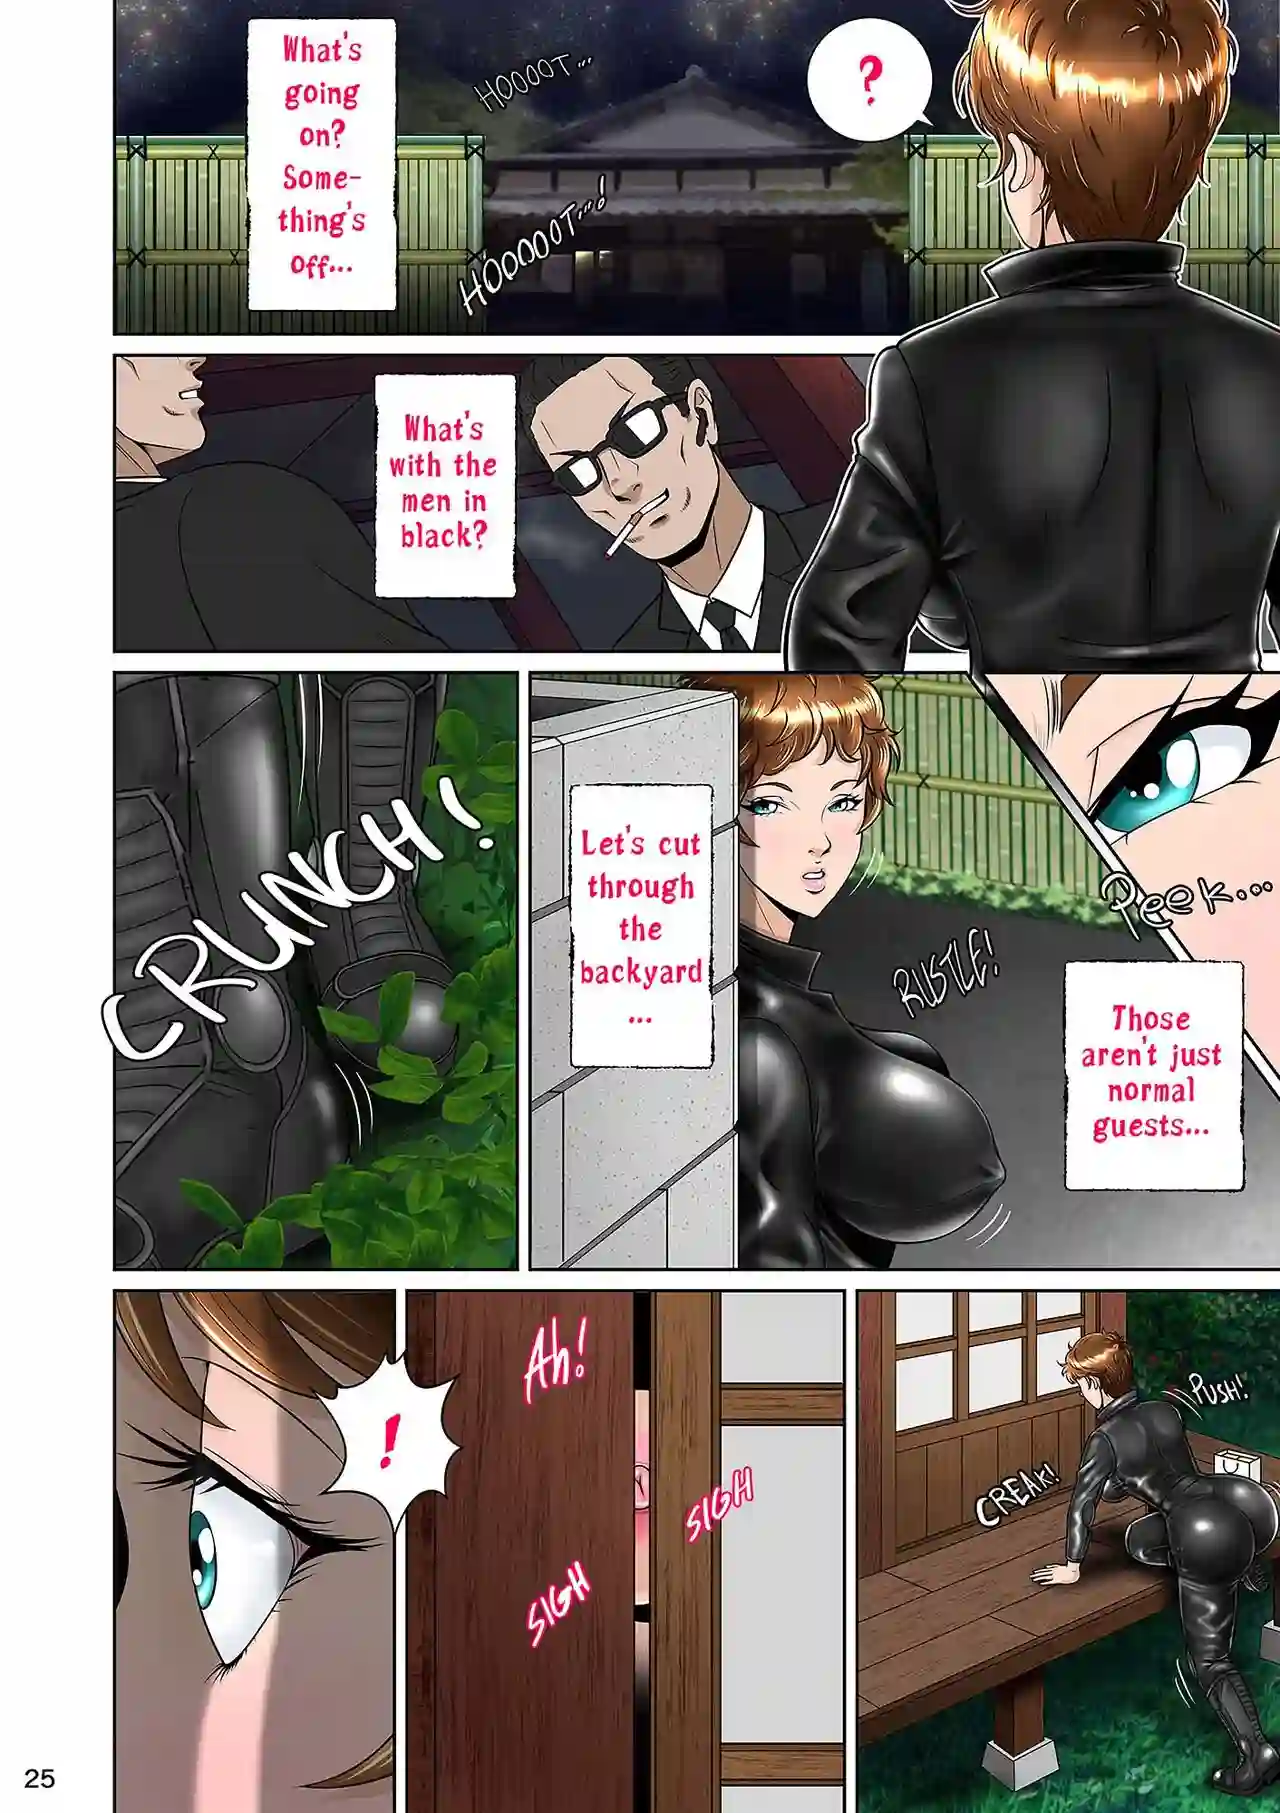 ?
What's
going
on?
Some-
thing's
off...
HOOOOT...
HOOOOOT...!
What's
with the
men in
black?
Peek....
Those
aren't just
normal
guests...
RUSTLE!
Let's cut
through
the
backyard
...
CRUNCH!
PUSH!
CREAK!
Ah!
SIGH
SIGH
!
25